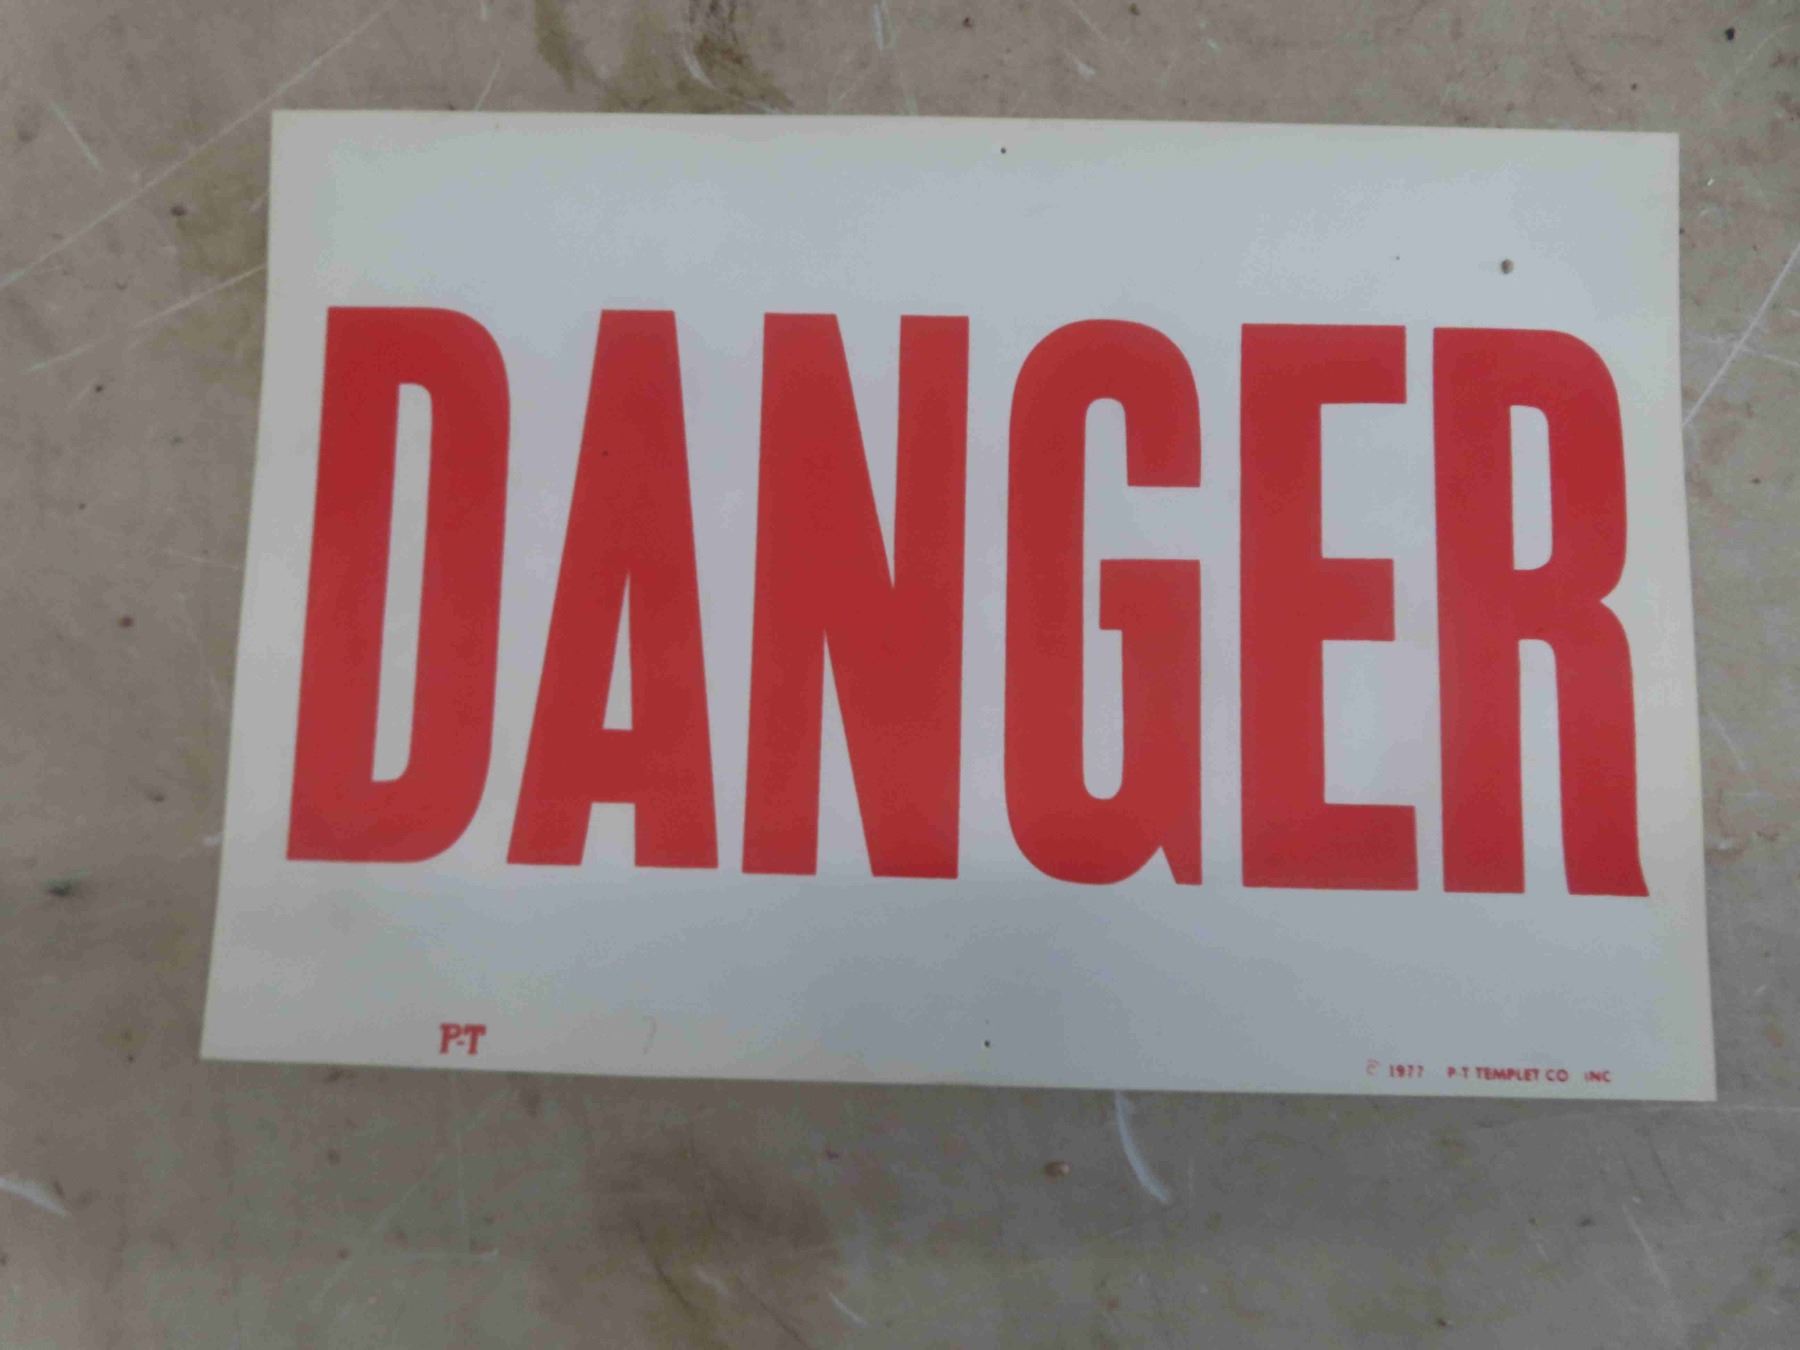 DANGER
P-T
© 1977 P-T TEMPLET CO INC